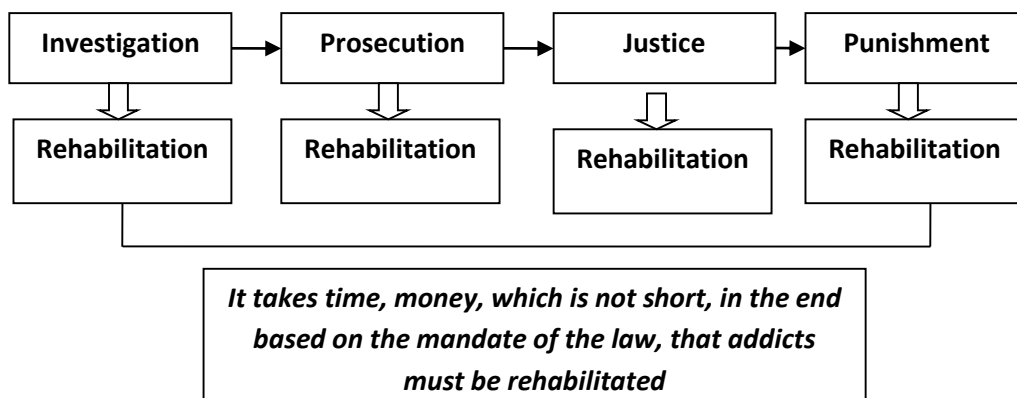 Investigation
Prosecution
Justice
Punishment
Rehabilitation
Rehabilitation
Rehabilitation
Rehabilitation
It takes time, money, which is not short, in the end
based on the mandate of the law, that addicts
must be rehabilitated